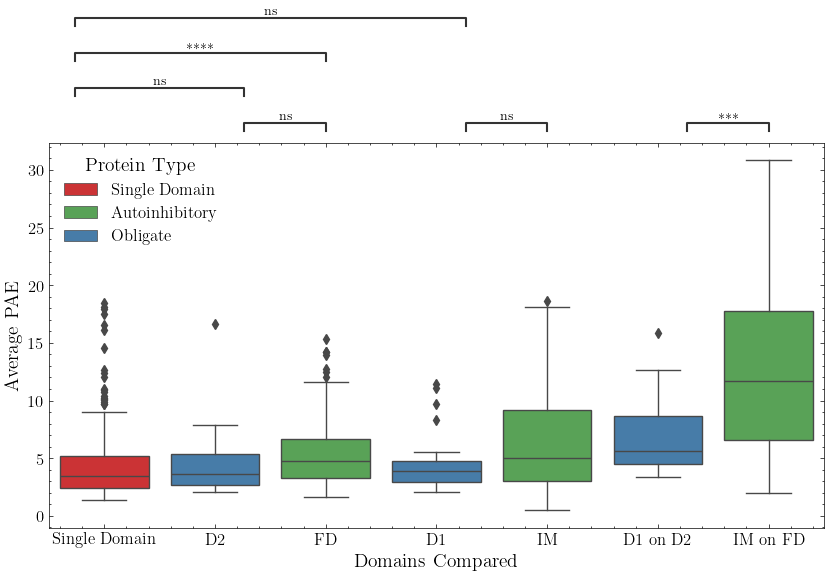 ns
****
ns
ns
ns
***
Protein Type
Single Domain
Autoinhibitory
Obligate
Average PAE
30
25
20
15
10
5
0
Single Domain
D2
FD
D1
IM
D1 on D2
IM on FD
Domains Compared